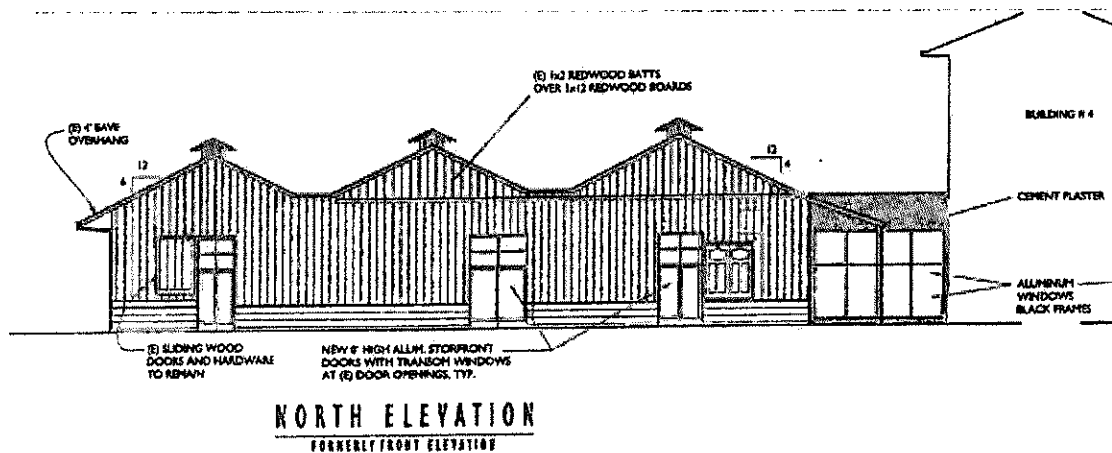 (E) 1x2 REDWOOD BATTS
OVER 1x12 REDWOOD BOARDS
(E) 4' EAVE
OVERHANG
12
6
12
4
BUILDING # 4
CEMENT PLASTER
ALUMINUM
WINDOWS
BLACK FRAMES
(E) SLIDING WOOD
DOORS AND HARDWARE
TO REMAIN
NEW 8' HIGH ALUM. STORFRONT
DOORS WITH TRANSOM WINDOWS
AT (E) DOOR OPENINGS, TYP.
NORTH ELEVATION
FORMERLY FRONT ELEVATION